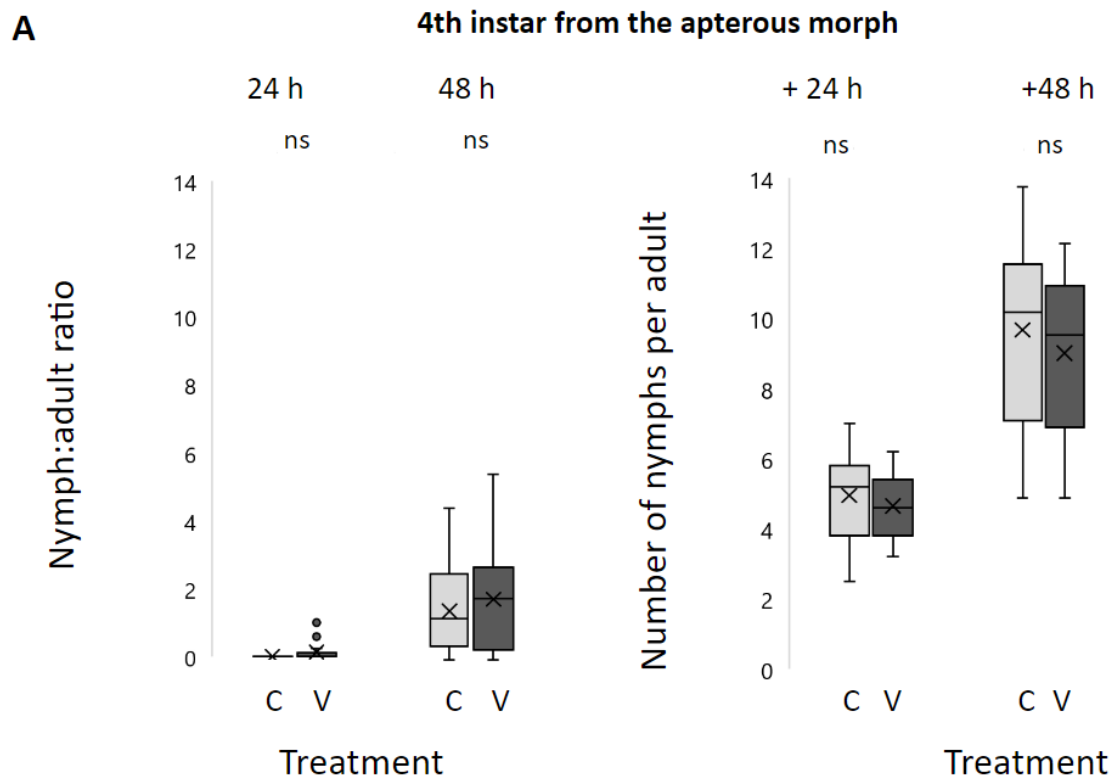 A
4th instar from the apterous morph
24 h
48 h
ns
ns
Nymph:adult ratio
14
12
10
8
6
4
2
0
C
V
C
V
Treatment
+ 24 h
+48 h
ns
ns
Number of nymphs per adult
14
12
10
8
6
4
2
0
C
V
C
V
Treatment